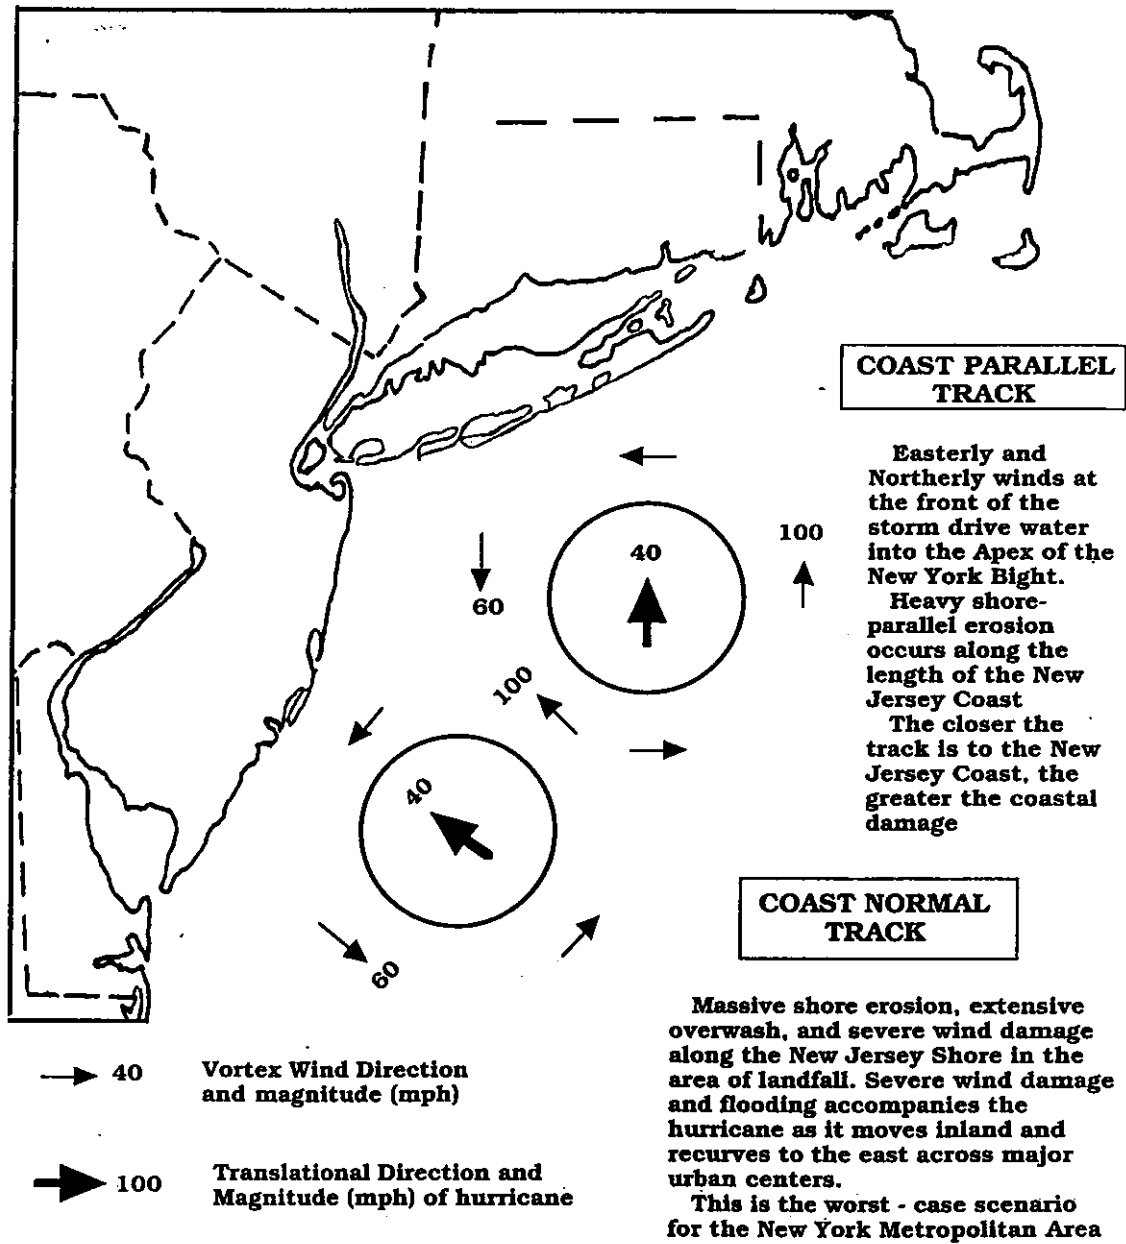 COAST PARALLEL
TRACK
Easterly and
Northerly winds at
the front of the
storm drive water
into the Apex of the
New York Bight.
Heavy shore-
parallel erosion
occurs along the
length of the New
Jersey Coast
The closer the
track is to the New
Jersey Coast, the
greater the coastal
damage
100
40
60
100
40
60
COAST NORMAL
TRACK
Massive shore erosion, extensive
overwash, and severe wind damage
along the New Jersey Shore in the
area of landfall. Severe wind damage
and flooding accompanies the
hurricane as it moves inland and
recurves to the east across major
urban centers.
This is the worst - case scenario
for the New York Metropolitan Area
40 Vortex Wind Direction
and magnitude (mph)
100 Translational Direction and
Magnitude (mph) of hurricane